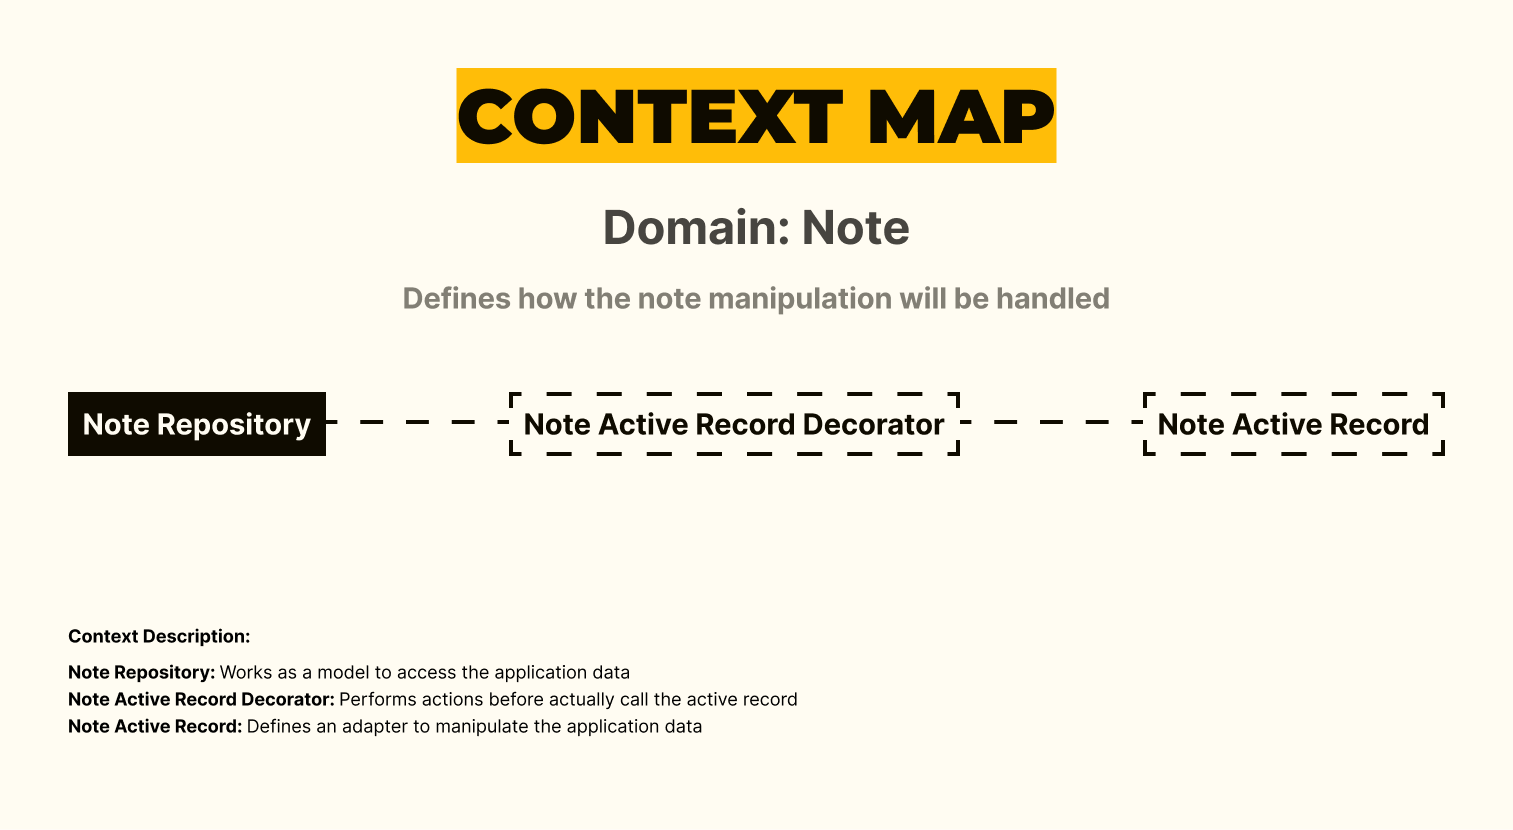 CONTEXT MAP
Domain: Note
Defines how the note manipulation will be handled
Note Repository
Note Active Record Decorator
Note Active Record
Context Description:
Note Repository: Works as a model to access the application data
Note Active Record Decorator: Performs actions before actually call the active record
Note Active Record: Defines an adapter to manipulate the application data